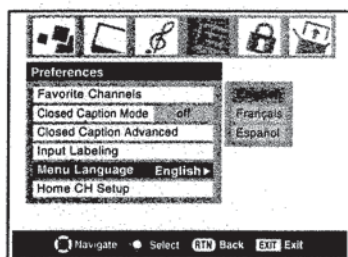 Preferences
Favorite Channels
Closed Caption Mode off
Closed Caption Advanced
Input Labeling
Menu Language English
Home CH Setup
Français
Español
Navigate Select RTN Back EXIT Exit